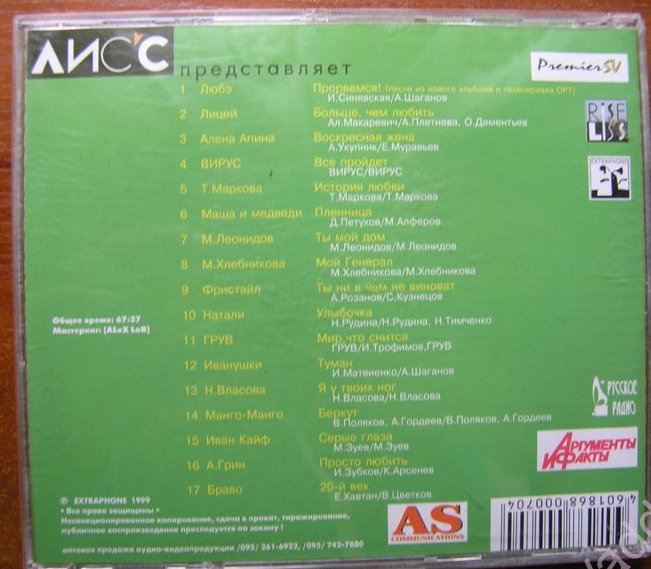 ЛИС'С
представляет
PremierSV
1 Любэ Прорвемся! (песня из нового альбома и телесериала ОРТ)
И.Синявская/А.Шаганов
2 Лицей Больше, чем любить
Ал.Макаревич/А.Плетнева, О.Дементьев
RISE LISS
3 Алена Апина Воскресная жена
А.Укупник/Е.Муравьев
4 ВИРУС Все пройдет
ВИРУС/ВИРУС
EXTRAPHONE
5 Т.Маркова История любви
Т.Маркова/Т.Маркова
6 Маша и медведи Пленница
Д.Петухов/М.Алферов
7 М.Леонидов Ты мой дом
М.Леонидов/М.Леонидов
8 М.Хлебникова Мой Генерал
М.Хлебникова/М.Хлебникова
9 Фристайл Ты ни в чем не виноват
А.Розанов/С.Кузнецов
10 Натали Улыбочка
Н.Рудина/Н.Рудина, Н.Тимченко
Общее время: 67:37
Мастеринг: (ALeX LoB)
11 ГРУВ Мир,что снится
ГРУВ/И.Трофимов,ГРУВ
12 Иванушки Туман
И.Матвиенко/А.Шаганов
13 Н.Власова Я у твоих ног
Н.Власова/Н.Власова
РУССКОЕ РАДИО
14 Манго-Манго Беркут
В.Поляков, А.Гордеев/В.Поляков, А.Гордеев
15 Иван Кайф Серые глаза
М.Зуев/М.Зуев
АРГУМЕНТЫ И ФАКТЫ
16 А.Грин Просто любить
И.Зубков/К.Арсенев
17 Браво 20-й век
Е.Хавтан/В.Цветков
℗ EXTRAPHONE 1999
• Все права защищены •
Несанкционированное копирование, сдача в прокат, тиражирование,
публичное воспроизведение преследуется по закону !
AS
COMMUNICATIONS
4 601868 000704
оптовая продажа аудио-видеопродукции /095/ 261-6922, /095/ 742-7880